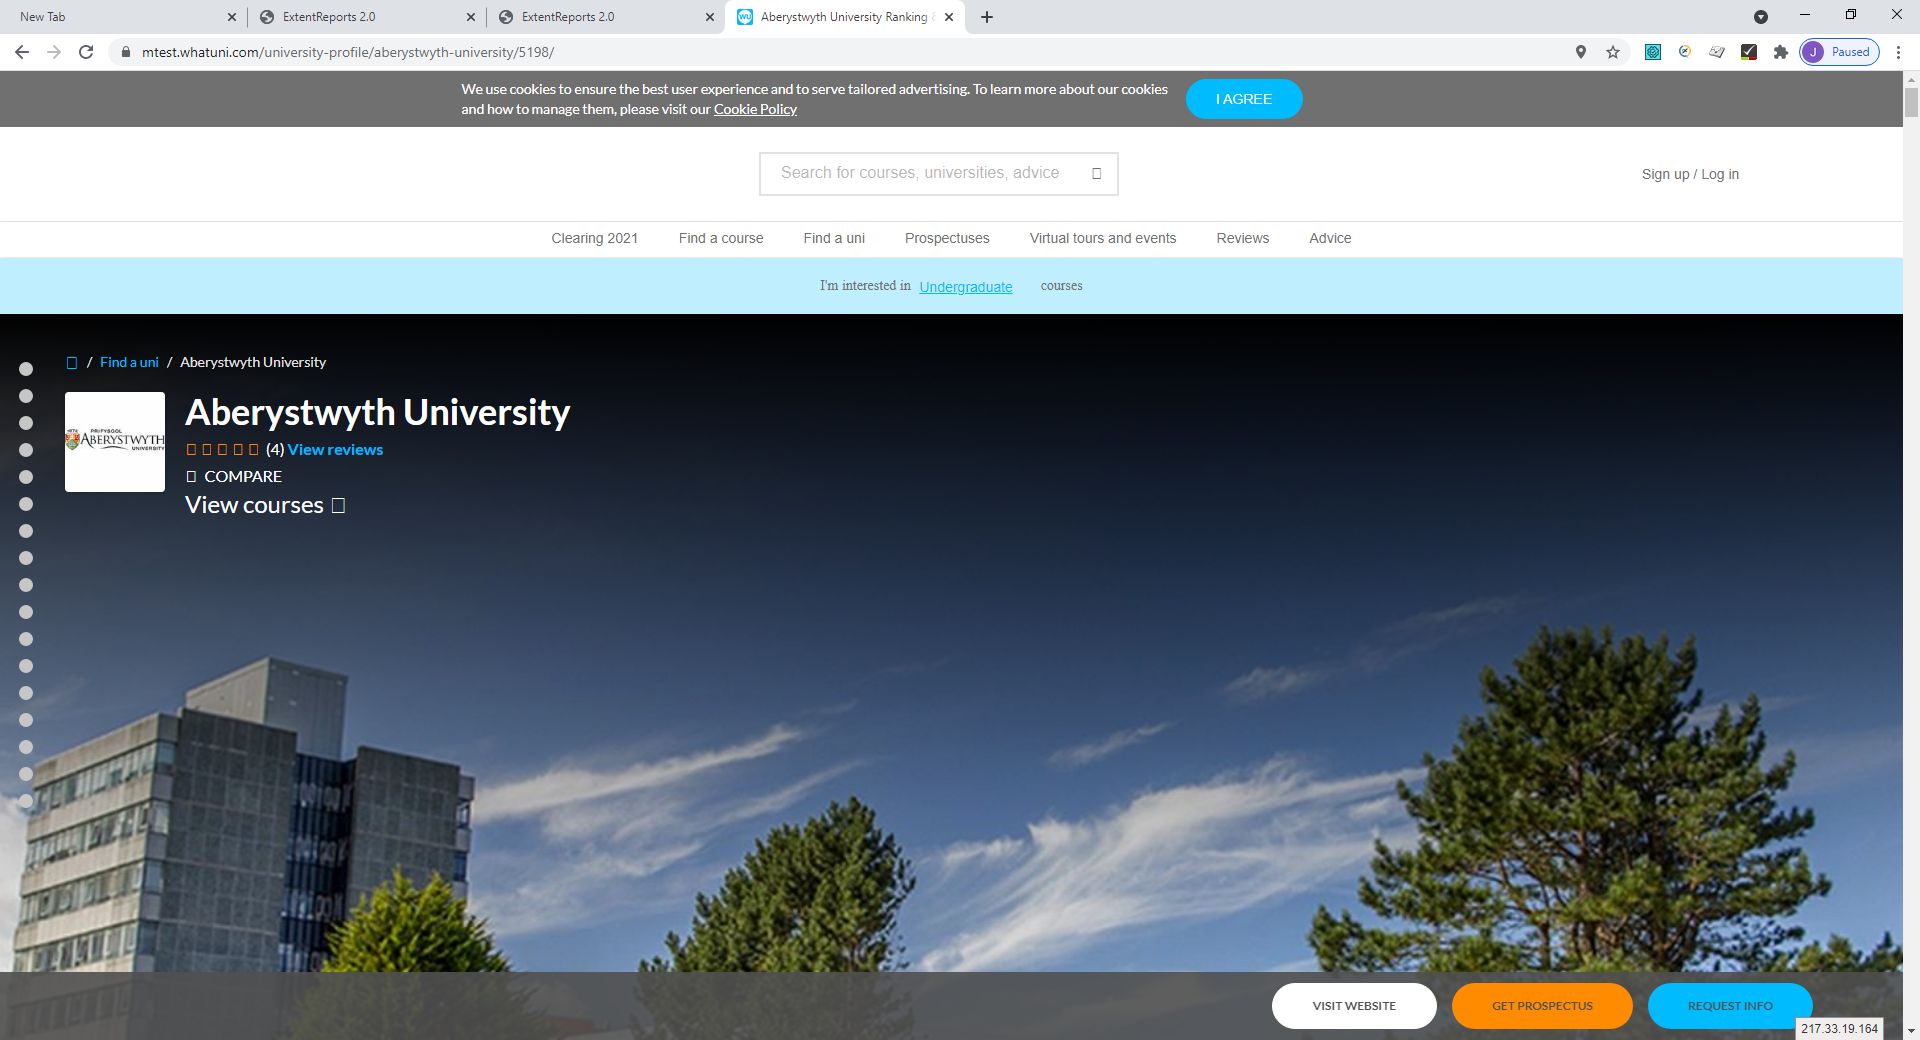 New Tab
ExtentReports 2.0
ExtentReports 2.0
Aberystwyth University Ranking
mtest.whatuni.com/university-profile/aberystwyth-university/5198/
J Paused
We use cookies to ensure the best user experience and to serve tailored advertising. To learn more about our cookies
and how to manage them, please visit our Cookie Policy
I AGREE
Search for courses, universities, advice
Sign up / Log in
Clearing 2021 Find a course Find a uni Prospectuses Virtual tours and events Reviews Advice
I'm interested in Undergraduate courses
/ Find a uni / Aberystwyth University
PRIFYSGOL
ABERYSTWYTH
UNIVERSITY
Aberystwyth University
(4) View reviews
COMPARE
View courses
VISIT WEBSITE
GET PROSPECTUS
REQUEST INFO
217.33.19.164